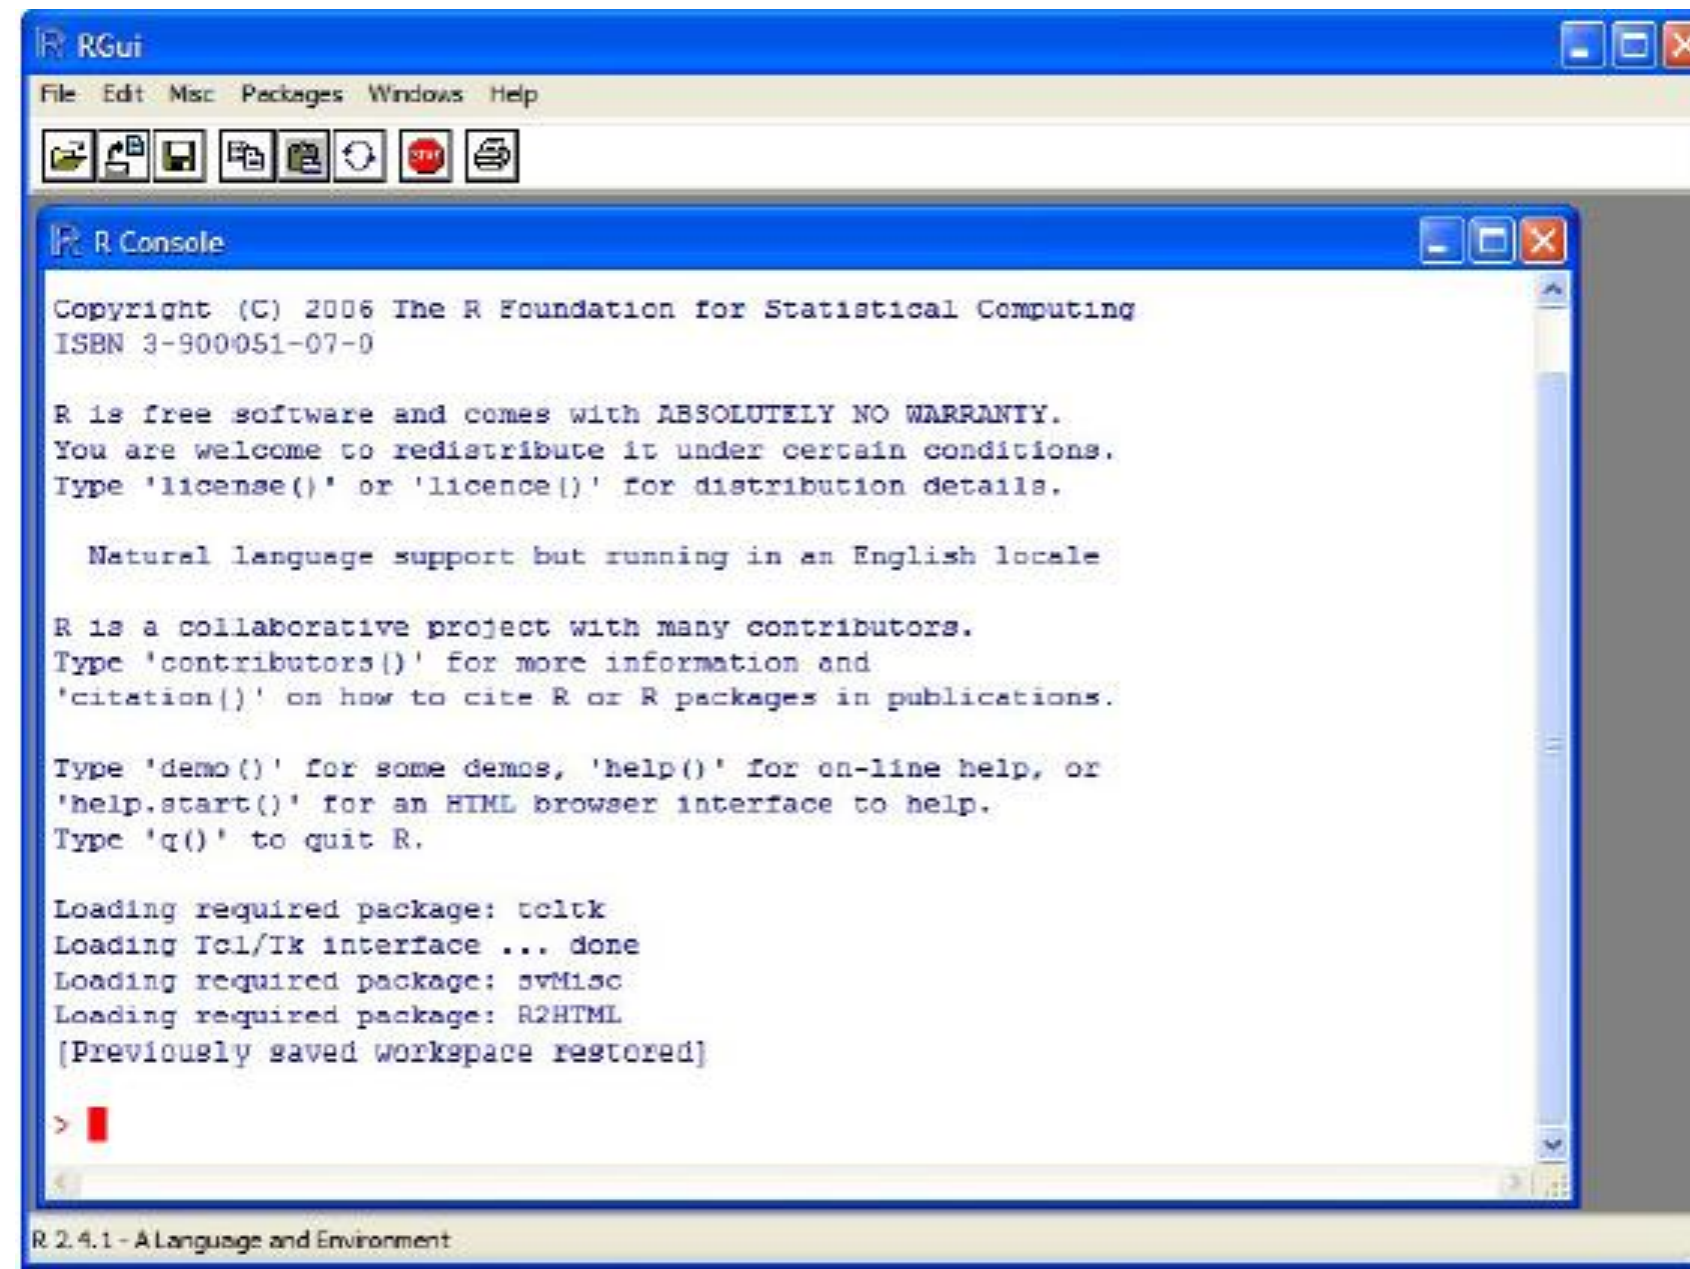 RGui
File Edit Misc Packages Windows Help
STOP
R Console
Copyright (C) 2006 The R Foundation for Statistical Computing
ISBN 3-900051-07-0
R is free software and comes with ABSOLUTELY NO WARRANTY.
You are welcome to redistribute it under certain conditions.
Type 'license()' or 'licence()' for distribution details.
Natural language support but running in an English locale
R is a collaborative project with many contributors.
Type 'contributors()' for more information and
'citation()' on how to cite R or R packages in publications.
Type 'demo()' for some demos, 'help()' for on-line help, or
'help.start()' for an HTML browser interface to help.
Type 'q()' to quit R.
Loading required package: tcltk
Loading Tcl/Tk interface ... done
Loading required package: svMisc
Loading required package: R2HTML
[Previously saved workspace restored]
>
R 2.4.1 - A Language and Environment